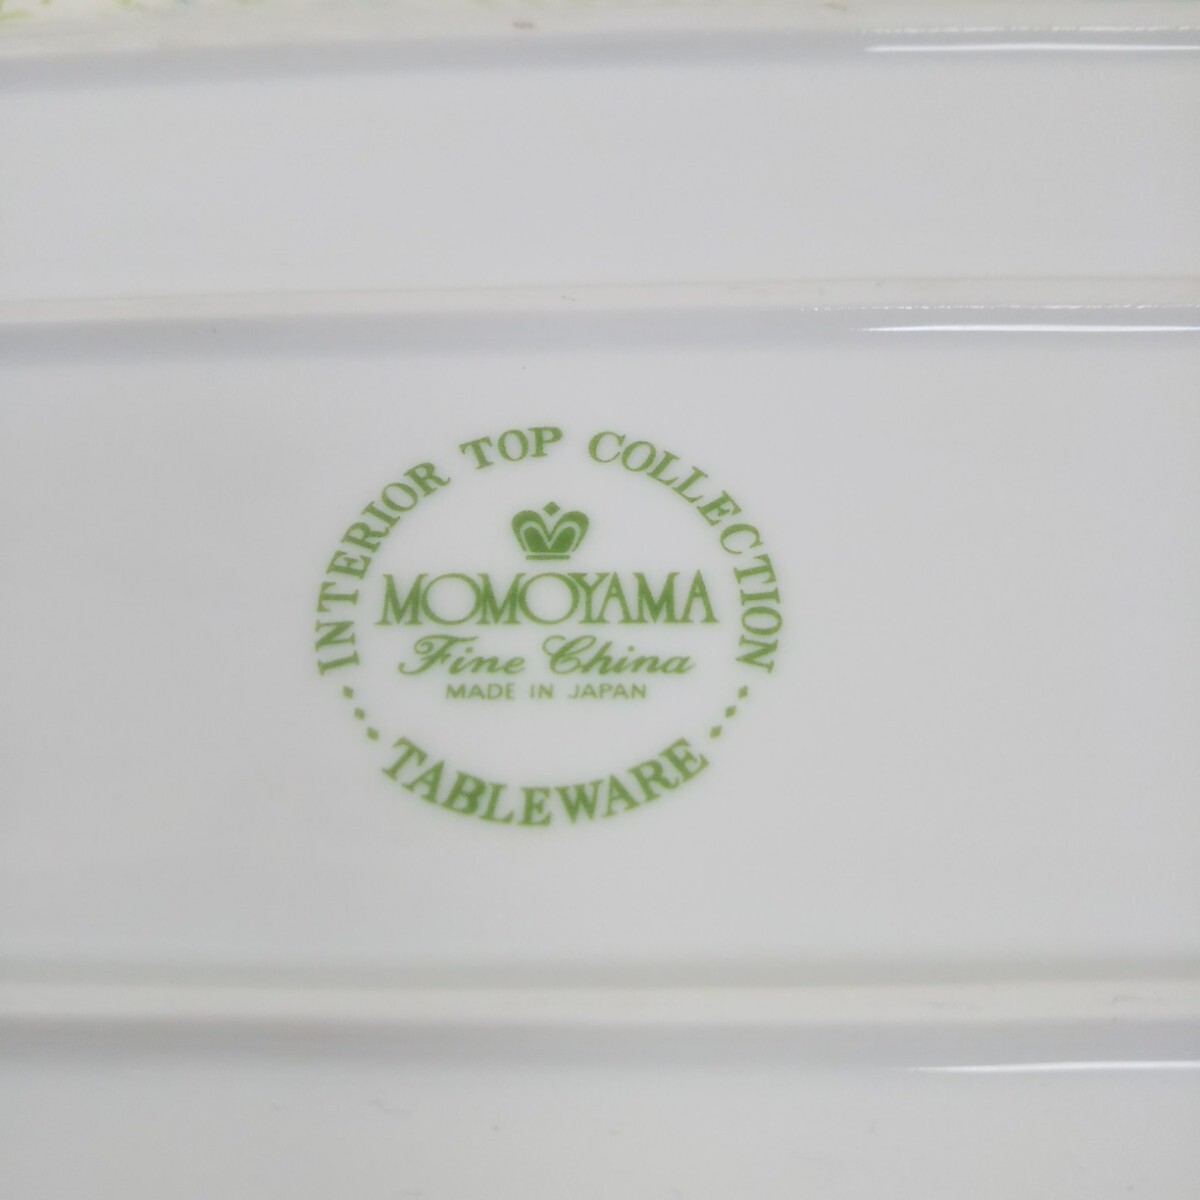 INTERIOR TOP COLLECTION
MOMOYAMA
Fine China
MADE IN JAPAN
TABLEWARE